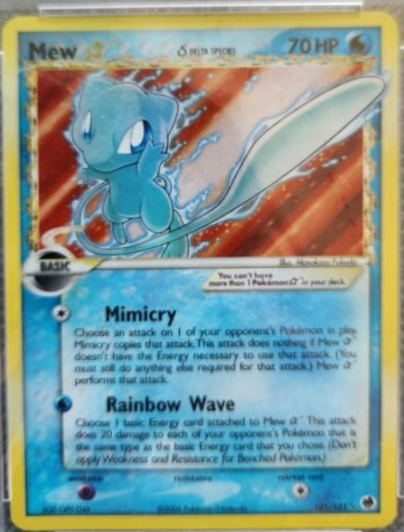 Mew ☆ δ DELTA SPECIES 70 HP
Illus. Masakazu Fukuda
BASIC
You can't have
more than 1 Pokémon ☆ in your deck.
Mimicry
Choose an attack on 1 of your opponent's Pokémon in play.
Mimicry copies that attack. This attack does nothing if Mew ☆
doesn't have the Energy necessary to use that attack. (You
must still do anything else required for that attack.) Mew ☆
performs that attack.
Rainbow Wave
Choose 1 basic Energy card attached to Mew ☆. This attack
does 20 damage to each of your opponent's Pokémon that is
the same type as the basic Energy card that you chose. (Don't
apply Weakness and Resistance for Benched Pokémon.)
weakness resistance retreat cost
©2006 Pokémon/Nintendo 101/101